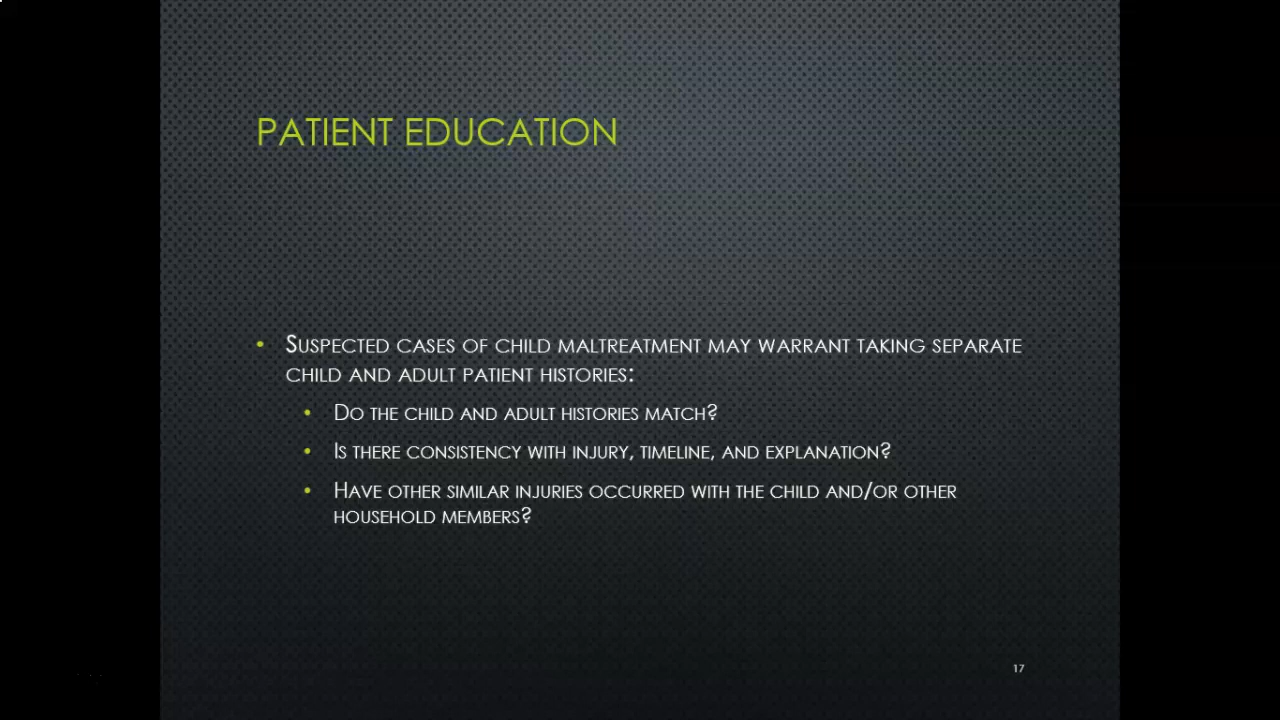 PATIENT EDUCATION
• Suspected cases of child maltreatment may warrant taking separate
child and adult patient histories:
• Do the child and adult histories match?
• Is there consistency with injury, timeline, and explanation?
• Have other similar injuries occurred with the child and/or other
household members?
17